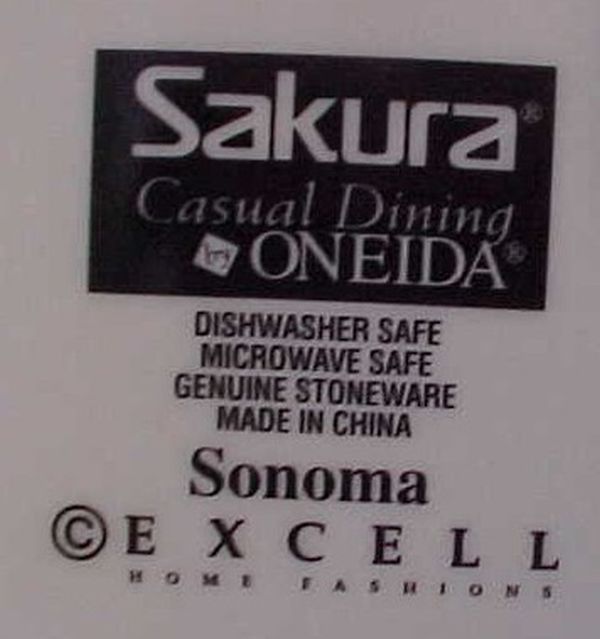 Sakura®
Casual Dining
by ONEIDA®
DISHWASHER SAFE
MICROWAVE SAFE
GENUINE STONEWARE
MADE IN CHINA
Sonoma
© EXCELL
HOME FASHIONS